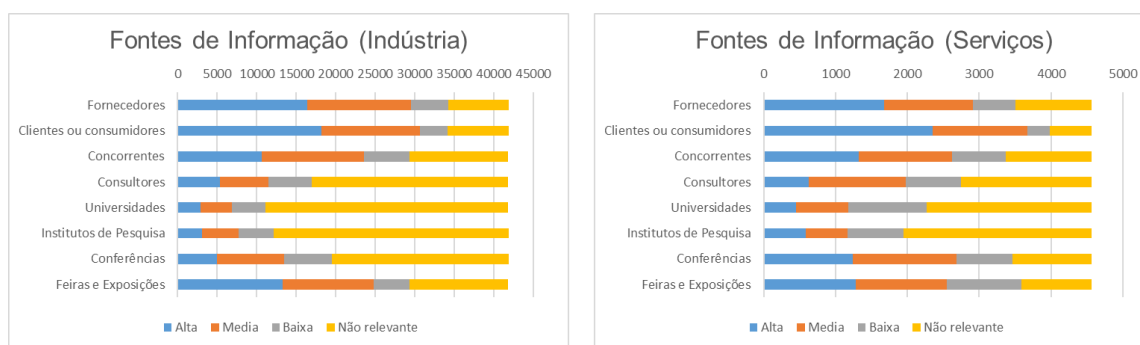 Fontes de Informação (Indústria)
0 5000 10000 15000 20000 25000 30000 35000 40000 45000
Fornecedores
Clientes ou consumidores
Concorrentes
Consultores
Universidades
Institutos de Pesquisa
Conferências
Feiras e Exposições
Alta Media Baixa Não relevante
Fontes de Informação (Serviços)
0 1000 2000 3000 4000 5000
Fornecedores
Clientes ou consumidores
Concorrentes
Consultores
Universidades
Institutos de Pesquisa
Conferências
Feiras e Exposições
Alta Media Baixa Não relevante